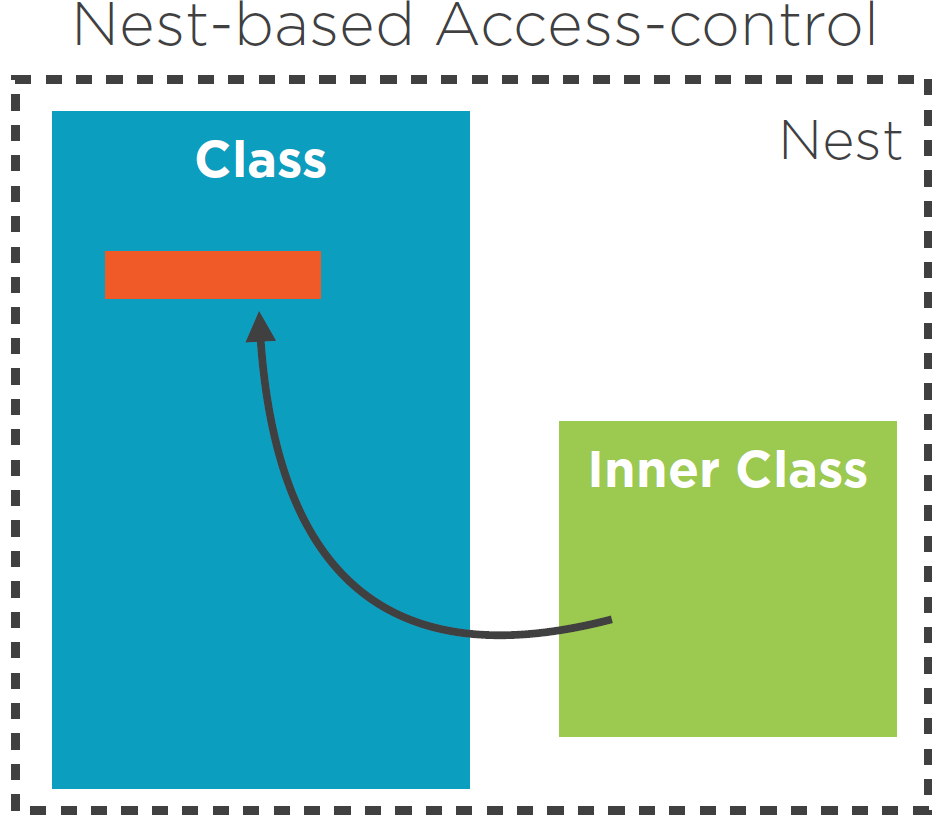 Nest-based Access-control
Class
Nest
Inner Class